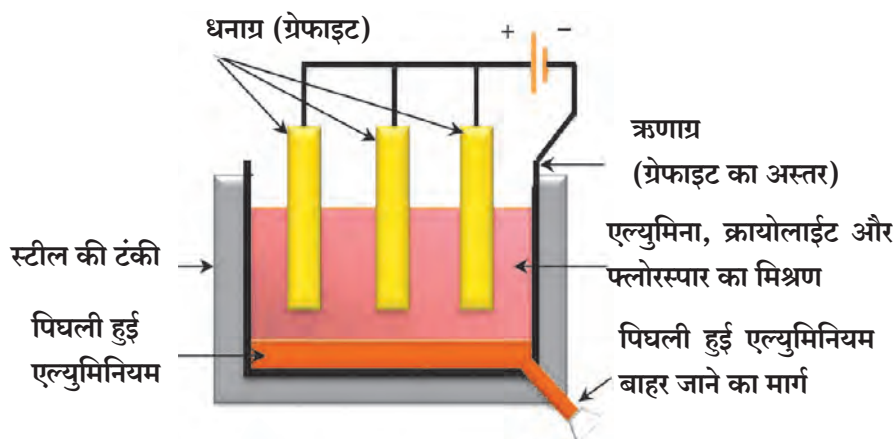 धनाग्र (ग्रेफाइट)
+ −
ऋणाग्र
(ग्रेफाइट का अस्तर)
एल्युमिना, क्रायोलाईट और
फ्लोरस्पार का मिश्रण
स्टील की टंकी
पिघली हुई
एल्युमिनियम
पिघली हुई एल्युमिनियम
बाहर जाने का मार्ग